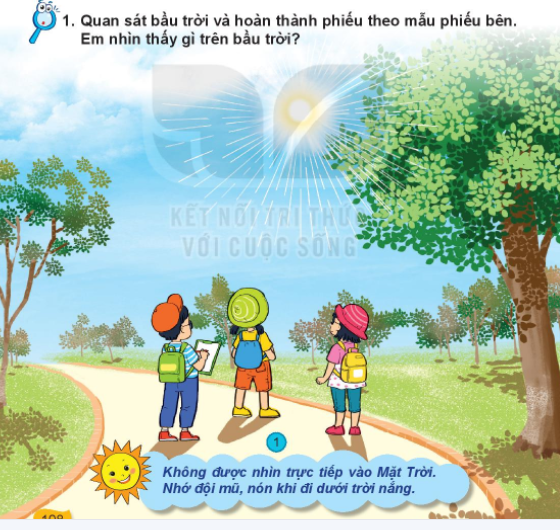 1. Quan sát bầu trời và hoàn thành phiếu theo mẫu phiếu bên.
Em nhìn thấy gì trên bầu trời?
KẾT NỐI TRI THỨC
VỚI CUỘC SỐNG
1
Không được nhìn trực tiếp vào Mặt Trời.
Nhớ đội mũ, nón khi đi dưới trời nắng.